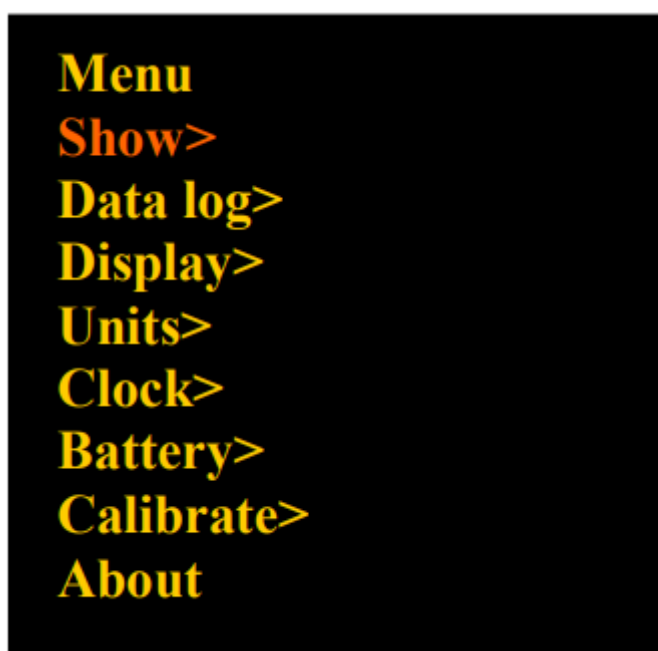 Menu
Show>
Data log>
Display>
Units>
Clock>
Battery>
Calibrate>
About